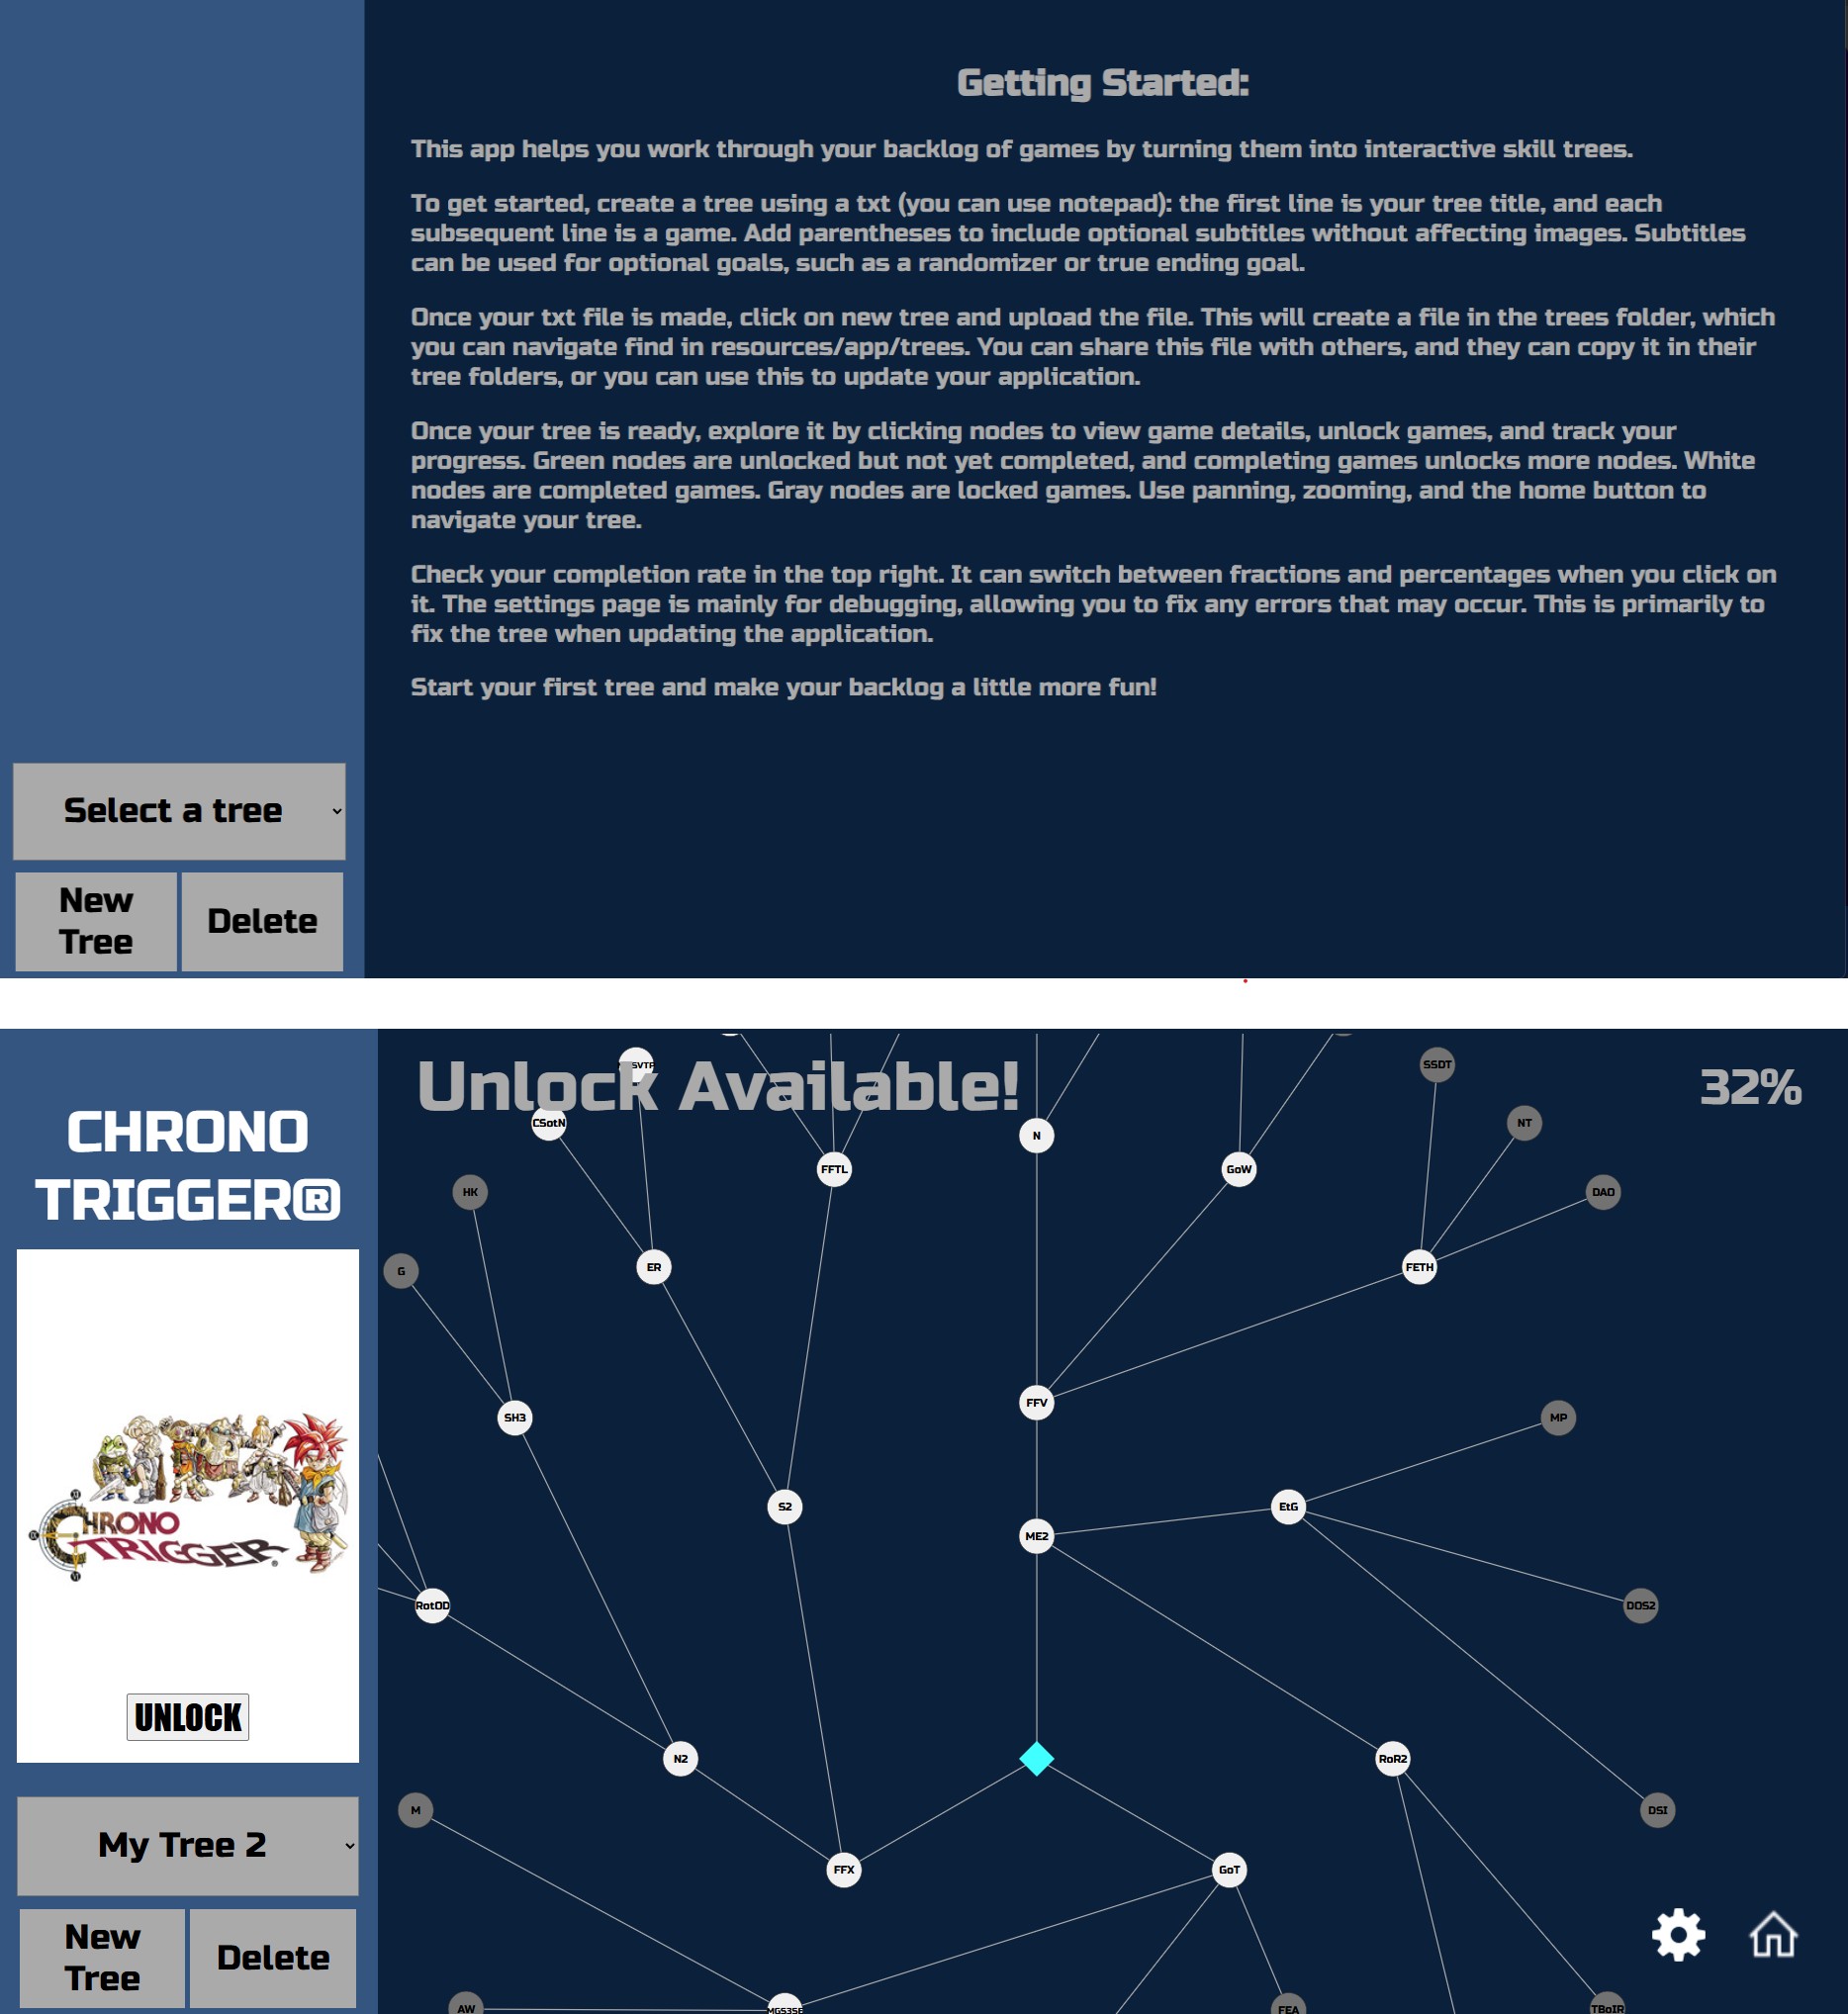 Getting Started:
This app helps you work through your backlog of games by turning them into interactive skill trees.
To get started, create a tree using a txt (you can use notepad): the first line is your tree title, and each
subsequent line is a game. Add parentheses to include optional subtitles without affecting images. Subtitles
can be used for optional goals, such as a randomizer or true ending goal.
Once your txt file is made, click on new tree and upload the file. This will create a file in the trees folder, which
you can navigate find in resources/app/trees. You can share this file with others, and they can copy it in their
tree folders, or you can use this to update your application.
Once your tree is ready, explore it by clicking nodes to view game details, unlock games, and track your
progress. Green nodes are unlocked but not yet completed, and completing games unlocks more nodes. White
nodes are completed games. Gray nodes are locked games. Use panning, zooming, and the home button to
navigate your tree.
Check your completion rate in the top right. It can switch between fractions and percentages when you click on
it. The settings page is mainly for debugging, allowing you to fix any errors that may occur. This is primarily to
fix the tree when updating the application.
Start your first tree and make your backlog a little more fun!
Select a tree
New
Tree
Delete
Unlock Available!
32%
CHRONO
TRIGGER®
CHRONO
TRIGGER
UNLOCK
My Tree 2
New
Tree
Delete
SSDT
CSotN
N
NT
FFTL
GoW
HK
DAO
G
ER
FETH
FFV
SH3
MP
S2
EtG
ME2
RotOD
DOS2
N2
RoR2
M
DSI
FFX
GoT
AW
FEA
TBoIR